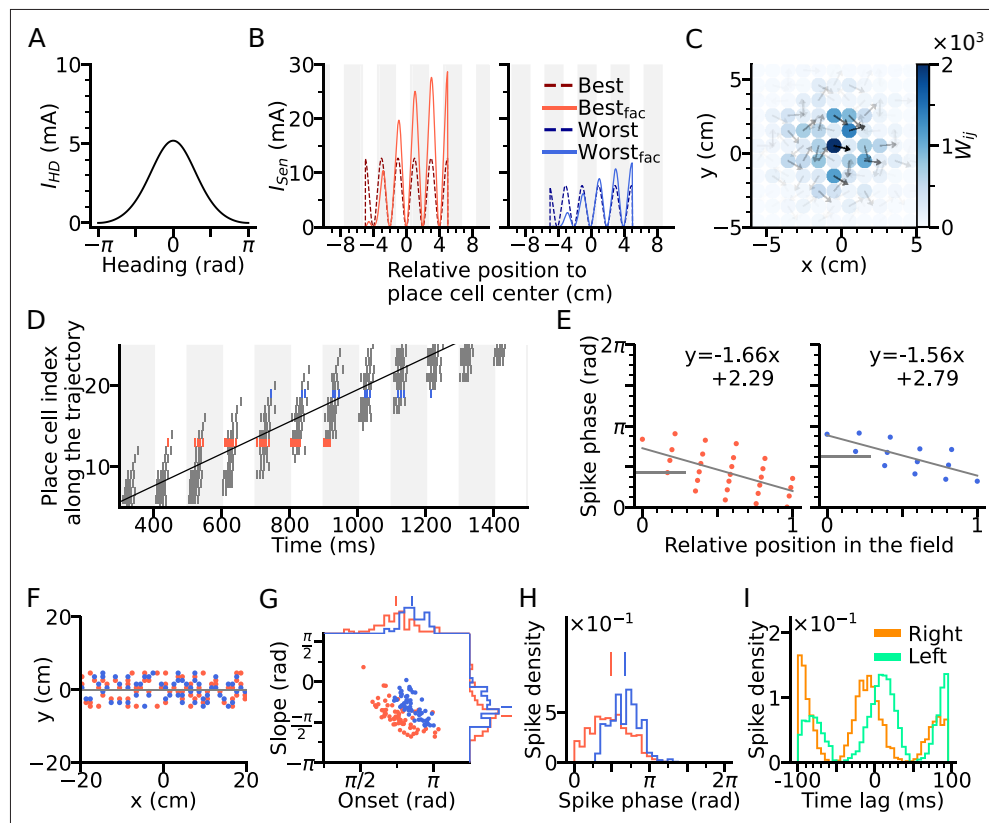 A
10
5
0
I_HD (mA)
−π 0 π
Heading (rad)
B
30
20
10
0
I_Sen (mA)
Best
Best_fac
Worst
Worst_fac
−8 −4 0 4 8
−8 −4 0 4 8
Relative position to
place cell center (cm)
C
×10³
y (cm)
5
0
−5
−5 0 5
x (cm)
2
1
0
W_ij
D
Place cell index
along the trajectory
20
10
400 600 800 1000 1200 1400
Time (ms)
E
Spike phase (rad)
2π
π
0
y=-1.66x
+2.29
y=-1.56x
+2.79
0 1
0 1
Relative position in the field
F
y (cm)
20
0
−20
−20 0 20
x (cm)
G
Slope (rad)
π
π/2
0
−π/2
−π
π/2 π
Onset (rad)
H
×10⁻¹
Spike density
5
0
0 π 2π
Spike phase (rad)
I
×10⁻¹
Spike density
2
1
0
Right
Left
−100 0 100
Time lag (ms)